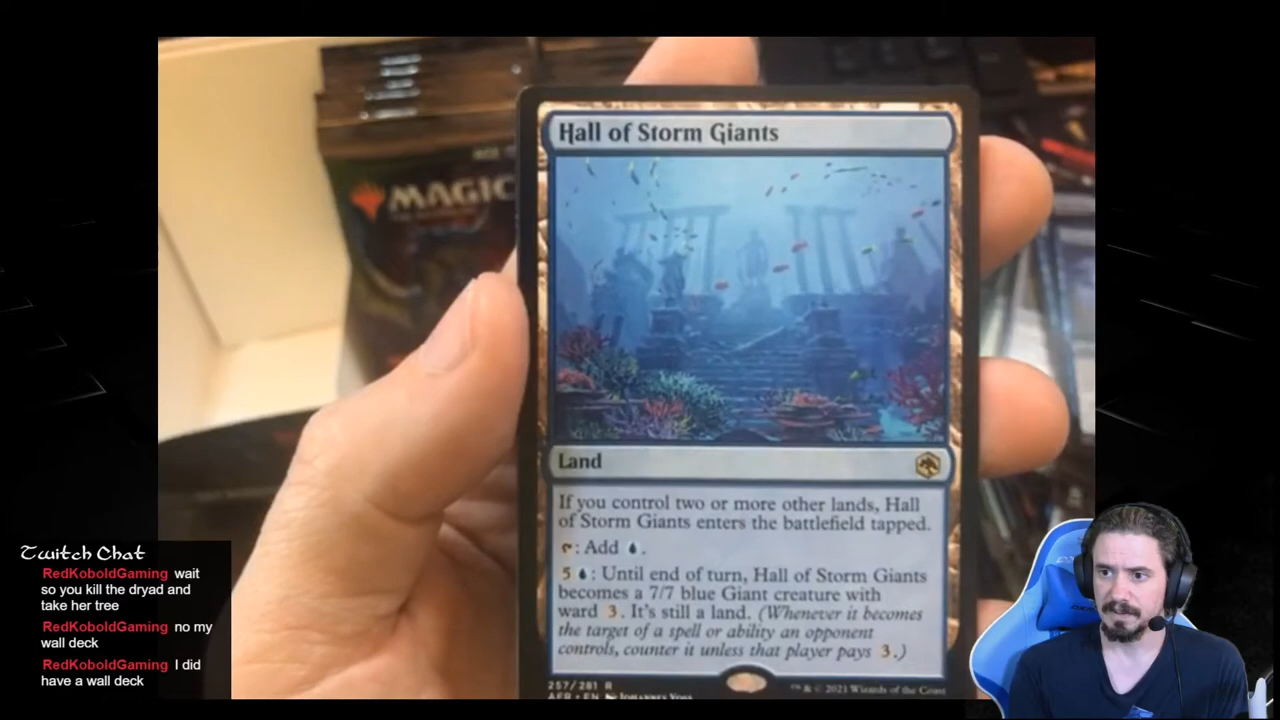 MAGIC
Hall of Storm Giants
Land
If you control two or more other lands, Hall
of Storm Giants enters the battlefield tapped.
: Add .
5 : Until end of turn, Hall of Storm Giants
becomes a 7/7 blue Giant creature with
ward 3. It's still a land. (Whenever it becomes
the target of a spell or ability an opponent
controls, counter it unless that player pays 3.)
257/281 R
AFR • EN Johannes Voss
™ & © 2021 Wizards of the Coast
Twitch Chat
RedKoboldGaming wait
so you kill the dryad and
take her tree
RedKoboldGaming no my
wall deck
RedKoboldGaming I did
have a wall deck